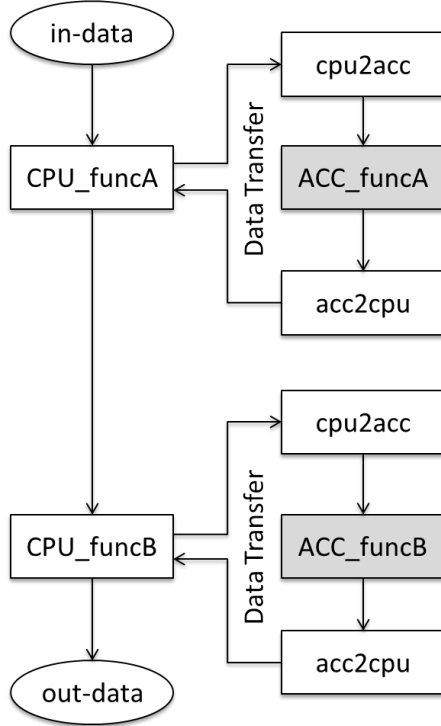 in-data
cpu2acc
CPU_funcA
Data Transfer
ACC_funcA
acc2cpu
cpu2acc
CPU_funcB
Data Transfer
ACC_funcB
acc2cpu
out-data